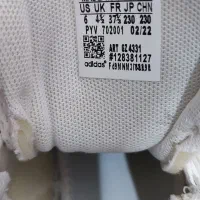 US UK FR JP CHN
6 4½ 37⅓ 230 230
PYV 702001 02/22
ART GZ4331
#128381127
adidas